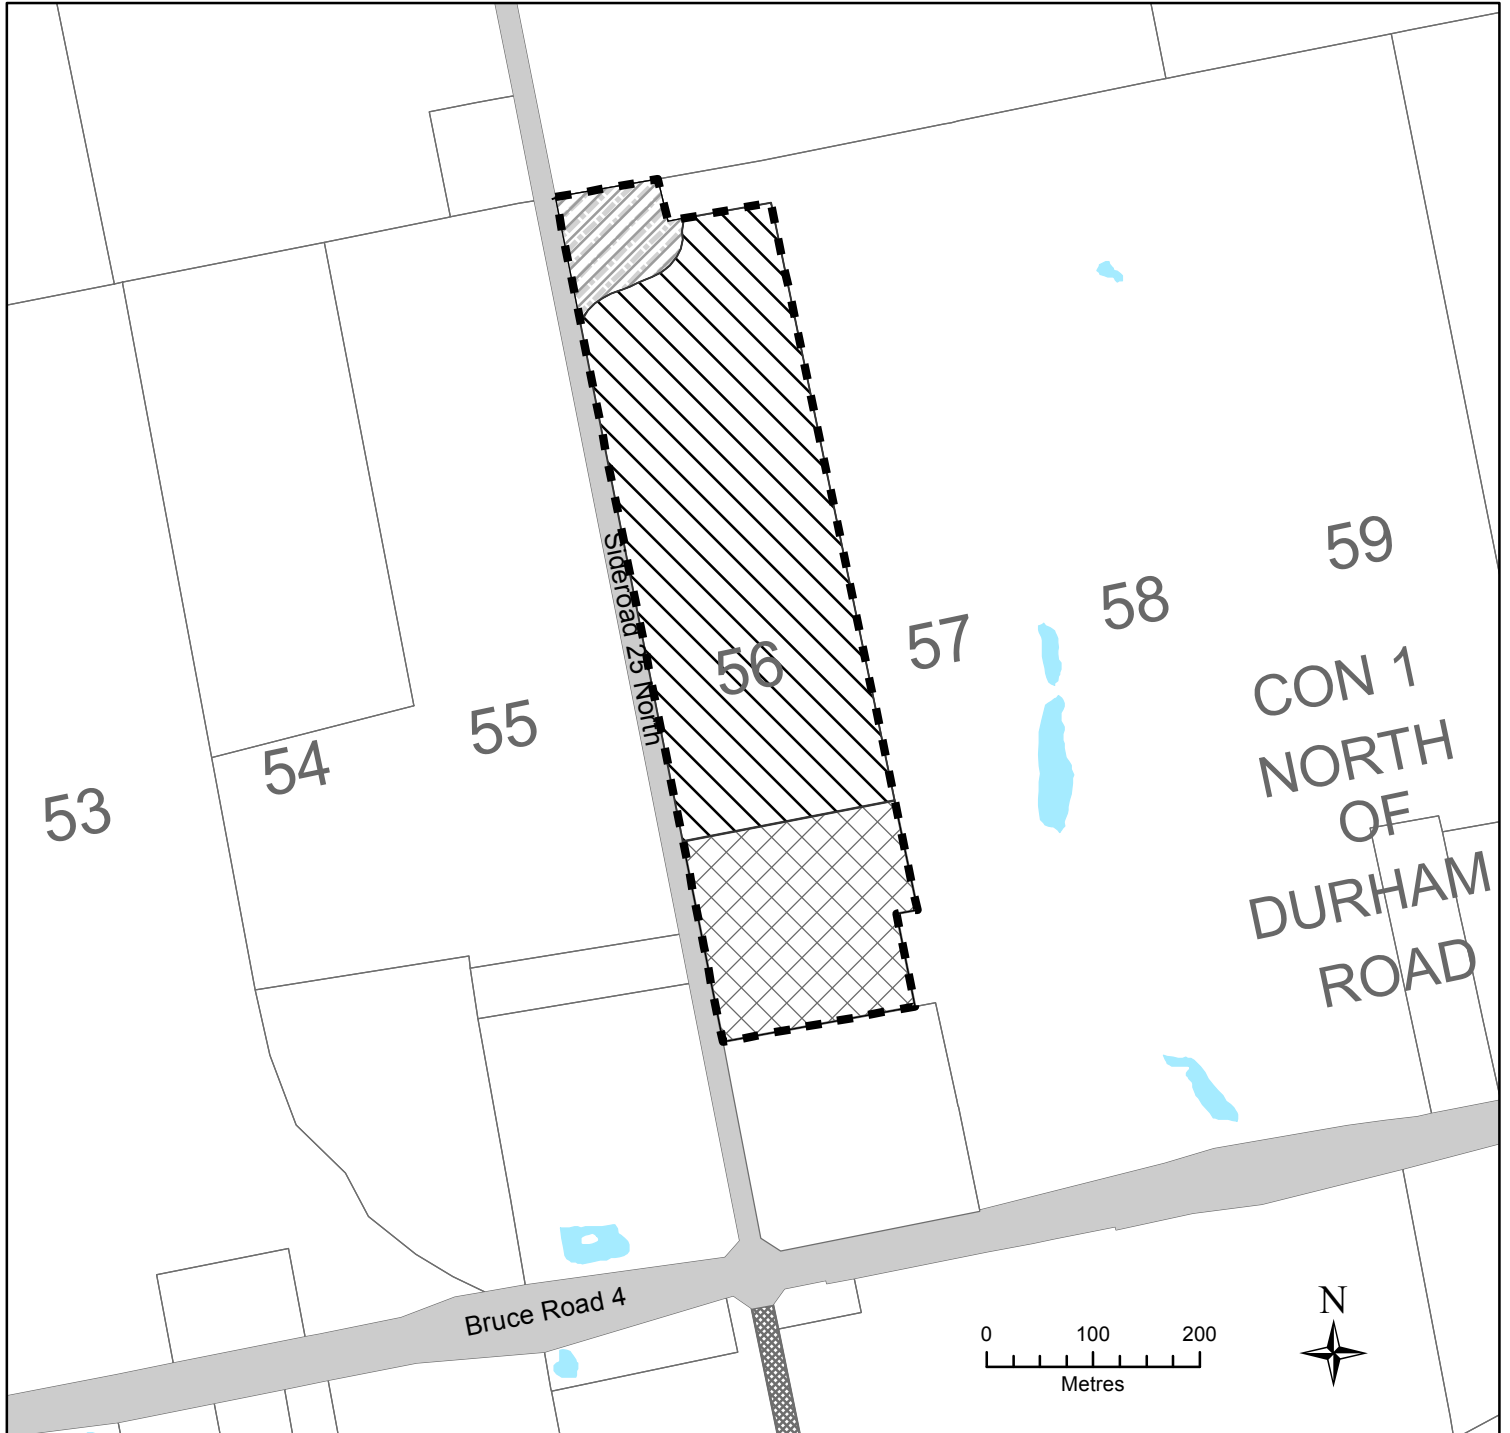 Sideroad 25 North
59
58
57
56
55
54
53
CON 1
NORTH
OF
DURHAM
ROAD
Bruce Road 4
N
0 100 200
Metres